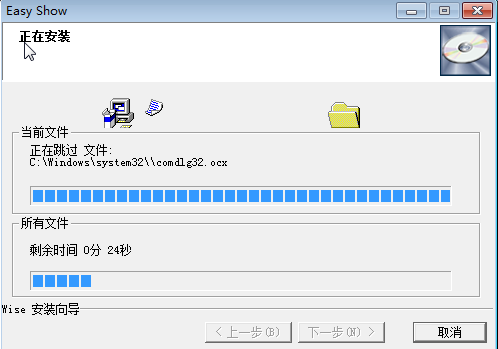 Easy Show
正在安装
当前文件
正在跳过 文件:
C:\Windows\system32\\comdlg32.ocx
所有文件
剩余时间 0分 24秒
Wise 安装向导
< 上一步(B)
下一步(N) >
取消